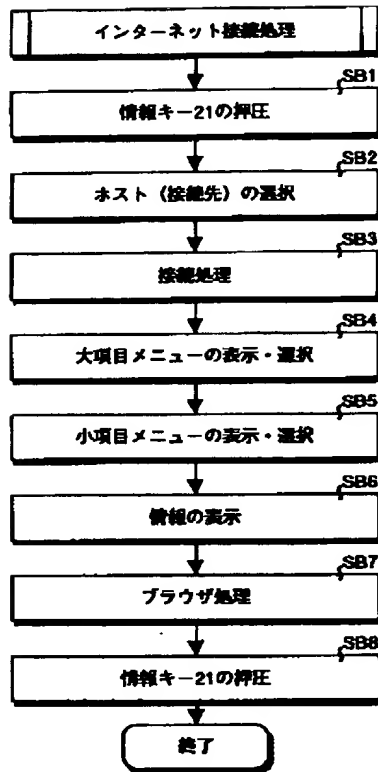 インターネット接続処理
SB1
情報キー21の押圧
SB2
ホスト（接続先）の選択
SB3
接続処理
SB4
大項目メニューの表示・選択
SB5
小項目メニューの表示・選択
SB6
情報の表示
SB7
ブラウザ処理
SB8
情報キー21の押圧
終了